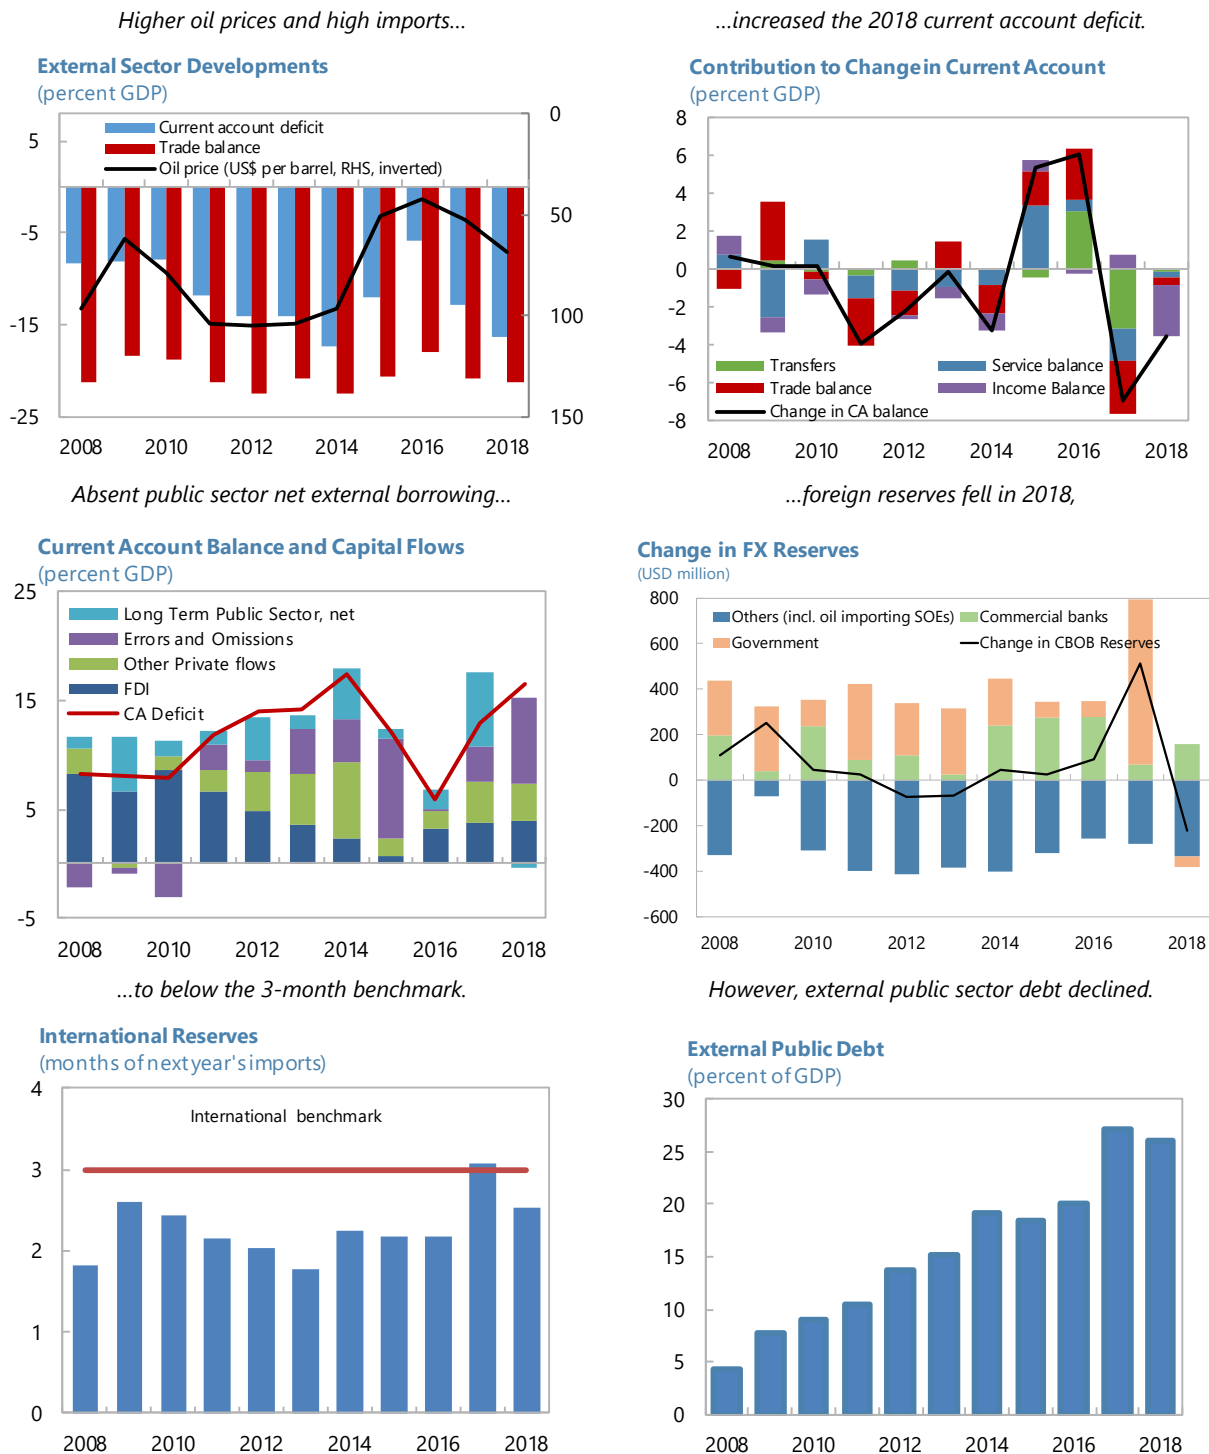 Higher oil prices and high imports...
...increased the 2018 current account deficit.
External Sector Developments
(percent GDP)
5
-5
-15
-25
0
50
100
150
Current account deficit
Trade balance
Oil price (US$ per barrel, RHS, inverted)
2008 2010 2012 2014 2016 2018
Contribution to Change in Current Account
(percent GDP)
8
6
4
2
0
-2
-4
-6
-8
Transfers
Service balance
Trade balance
Income Balance
Change in CA balance
2008 2010 2012 2014 2016 2018
Absent public sector net external borrowing...
...foreign reserves fell in 2018,
Current Account Balance and Capital Flows
(percent GDP)
25
15
5
-5
Long Term Public Sector, net
Errors and Omissions
Other Private flows
FDI
CA Deficit
2008 2010 2012 2014 2016 2018
Change in FX Reserves
(USD million)
800
600
400
200
0
-200
-400
-600
Others (incl. oil importing SOEs)
Commercial banks
Government
Change in CBOB Reserves
2008 2010 2012 2014 2016 2018
...to below the 3-month benchmark.
However, external public sector debt declined.
International Reserves
(months of next year's imports)
4
3
2
1
0
International benchmark
2008 2010 2012 2014 2016 2018
External Public Debt
(percent of GDP)
30
25
20
15
10
5
0
2008 2010 2012 2014 2016 2018